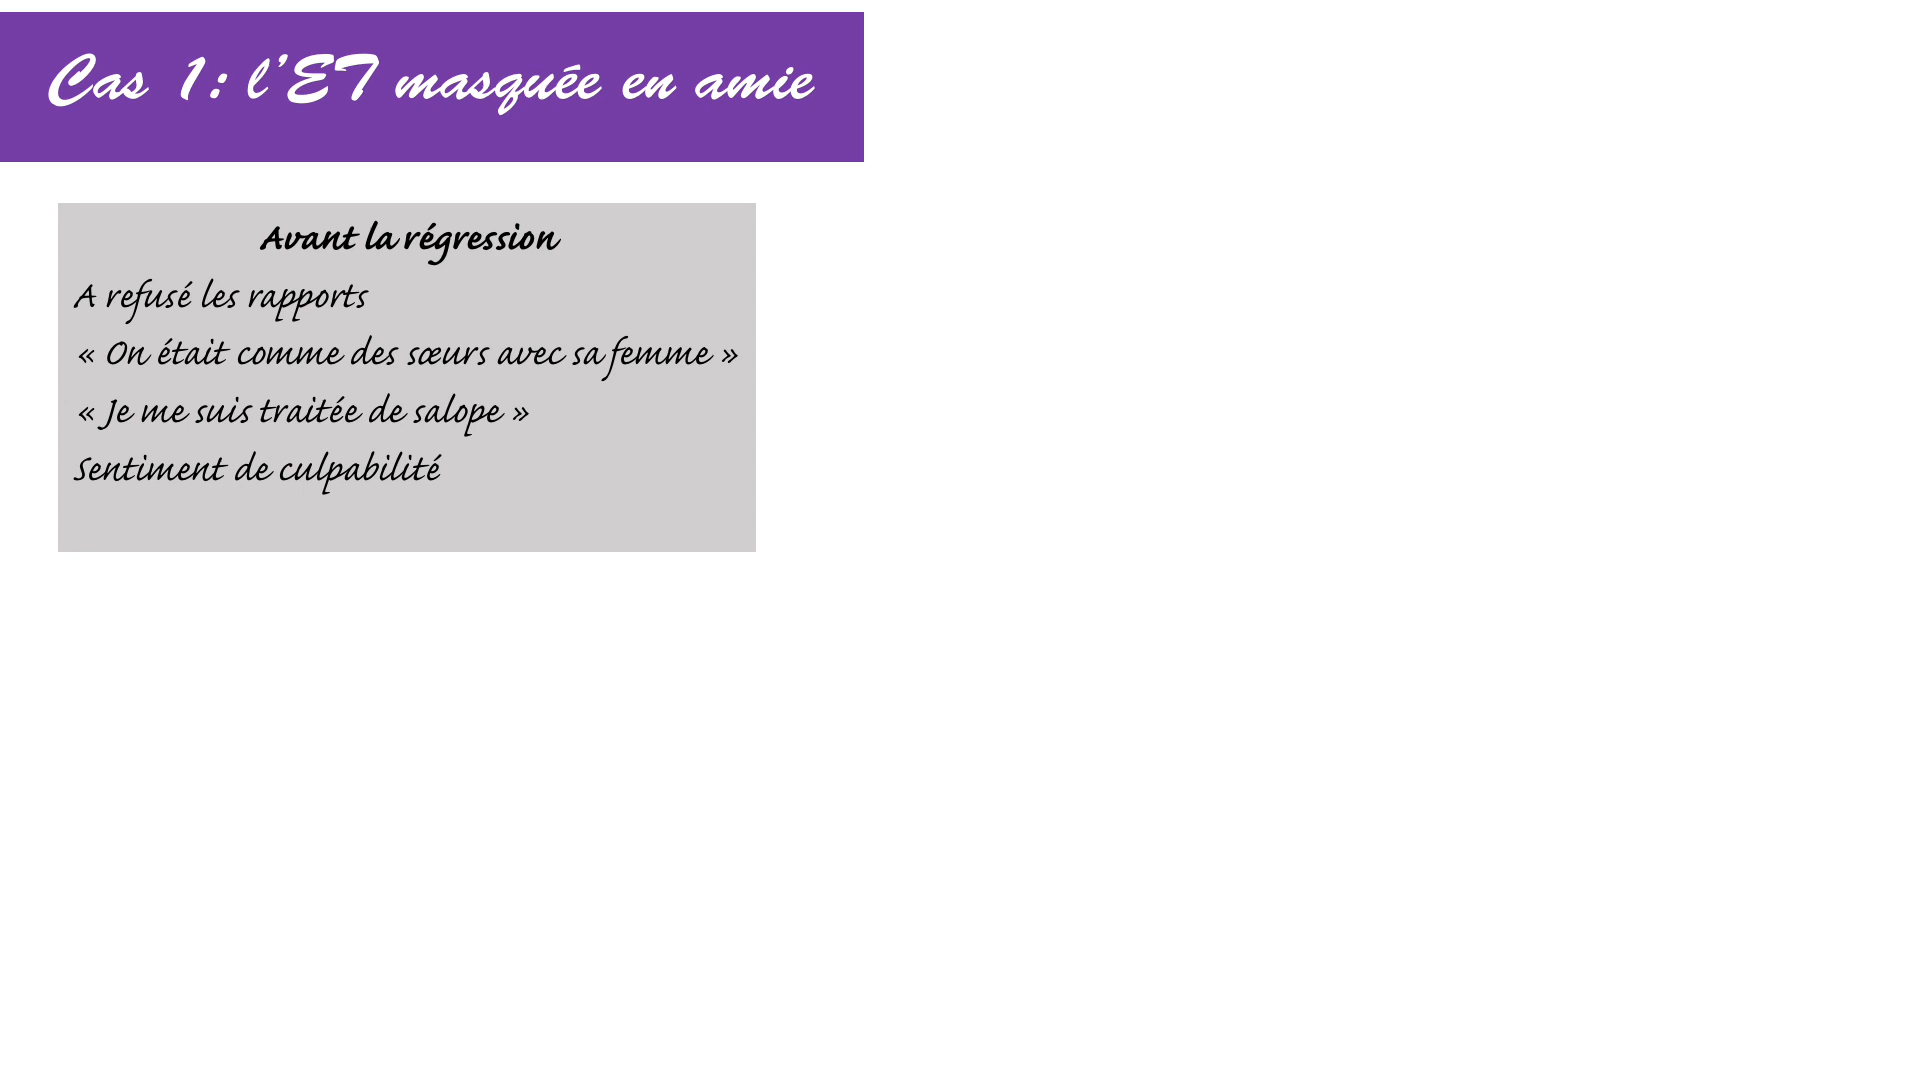 Cas 1: l’ET masquée en amie
Avant la régression
A refusé les rapports
« On était comme des sœurs avec sa femme »
« Je me suis traitée de salope »
Sentiment de culpabilité